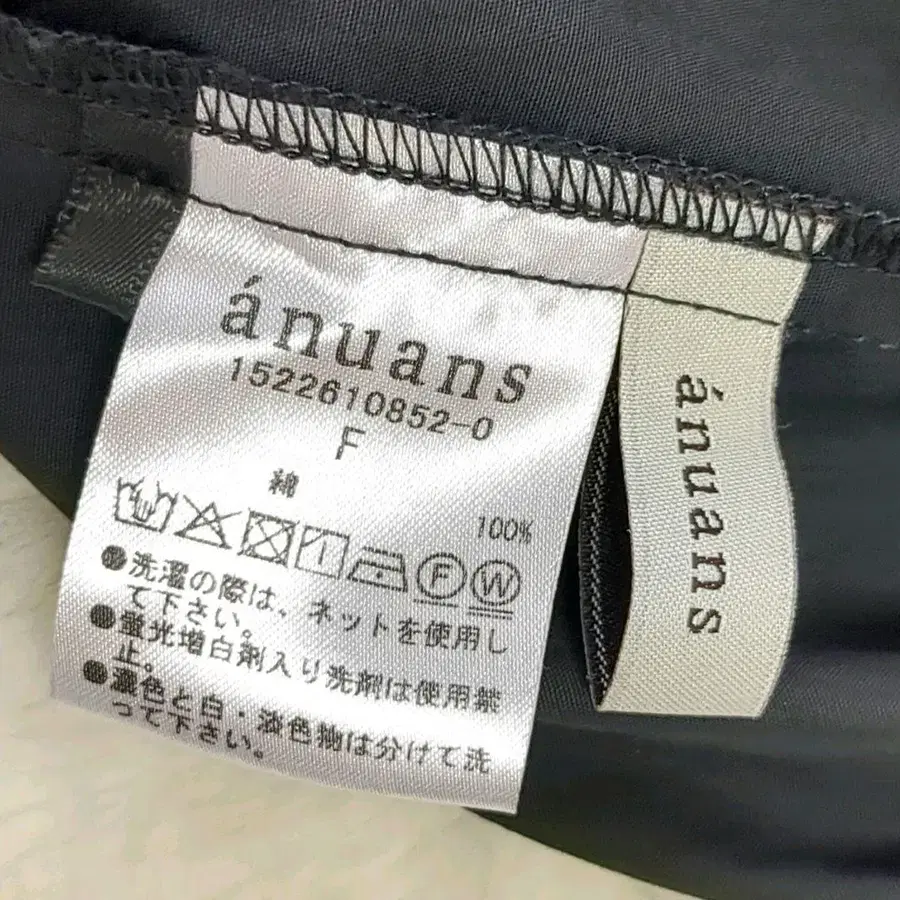 ánuans
1522610852-0
F
綿
100%
F W
●洗濯の際は、ネットを使用し
て下さい。
●蛍光増白剤入り洗剤は使用禁
止。
●濃色と白・淡色物は分けて洗
って下さい。
ánuans